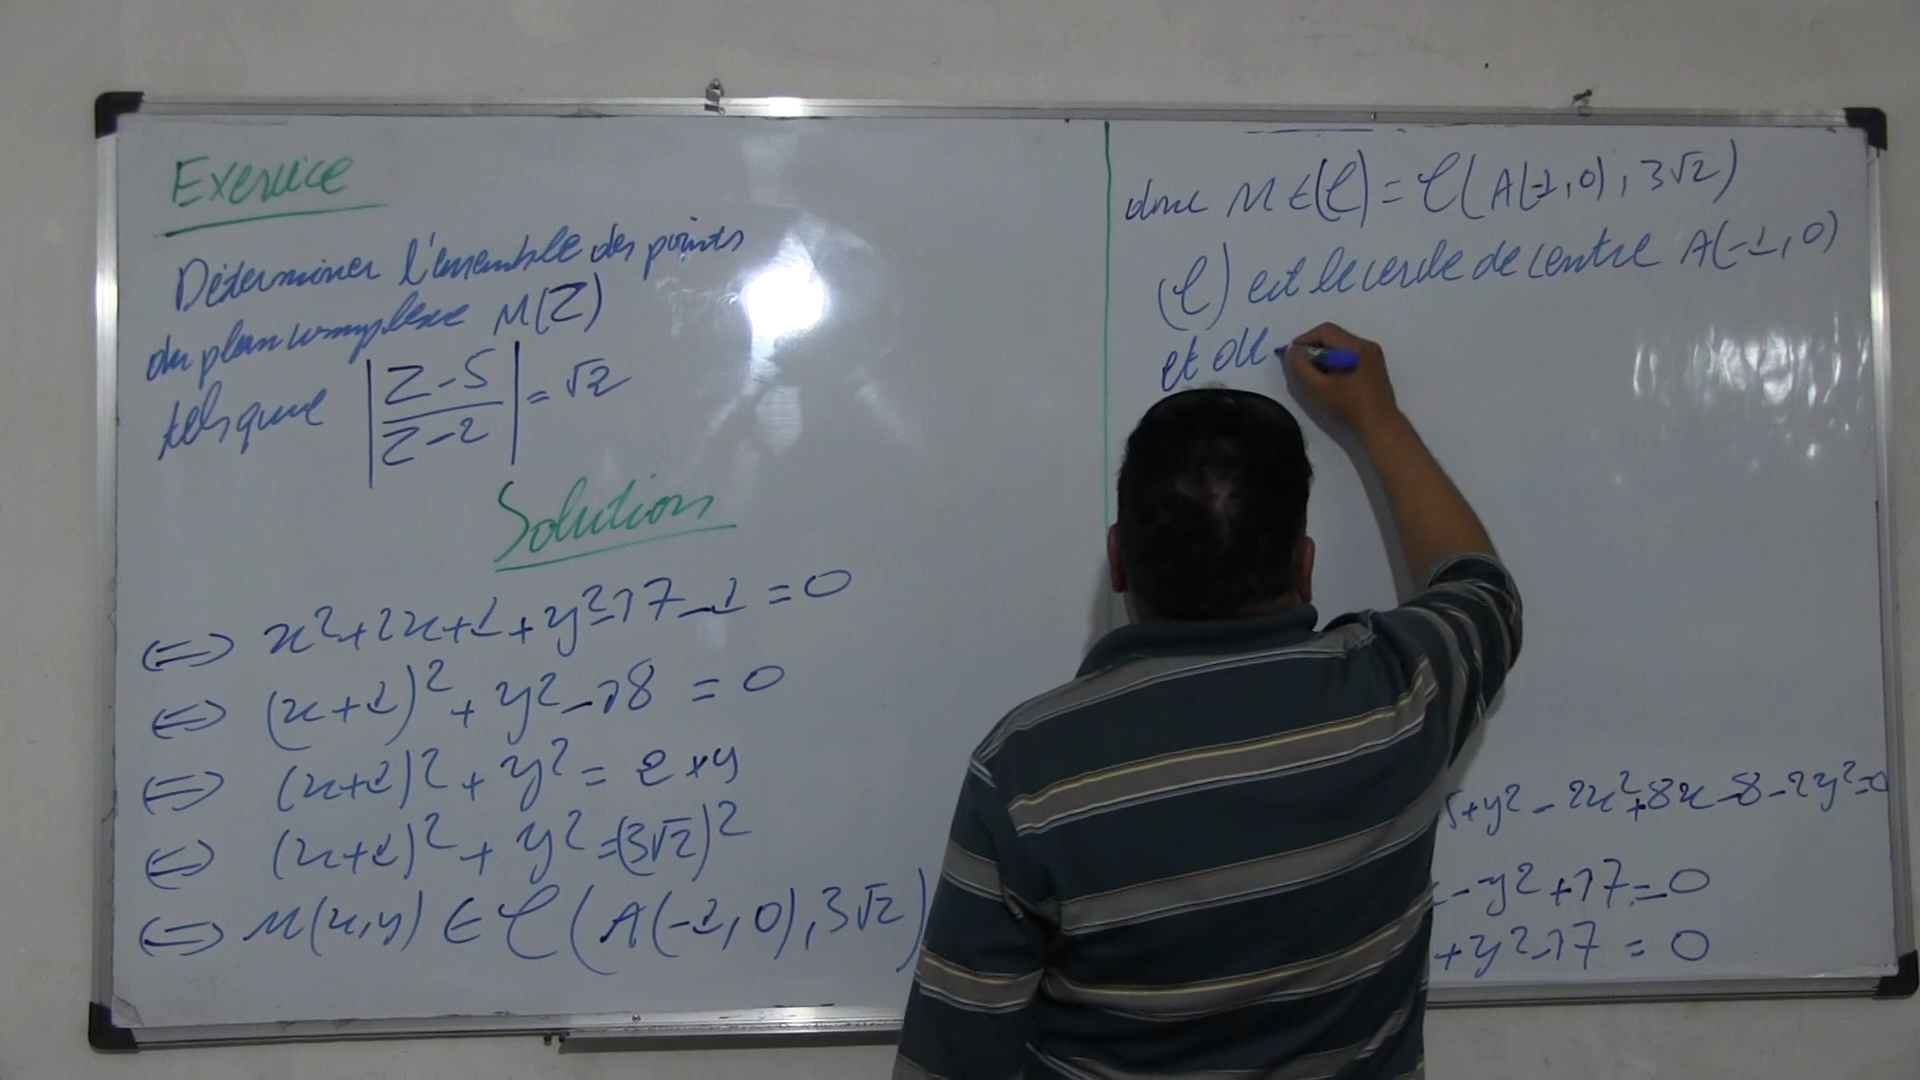 Exercice
Déterminer l'ensemble des points
du plan complexe M(Z)
tels que |(Z-5)/(Z-2)| = √2
Solution
⇔ x²+2x+1+y²-17-1=0
⇔ (x+1)²+y²-18=0
⇔ (x+1)²+y²=2×9
⇔ (x+1)²+y²=(3√2)²
⇔ M(x,y) ∈ C(A(-1,0),3√2)
donc M ∈ (C) = C(A(-1,0),3√2)
(C) est le cercle de centre A(-1,0)
et de
+y²-2x²+8x-8-2y²=0
-y²+17=0
+y²-17=0